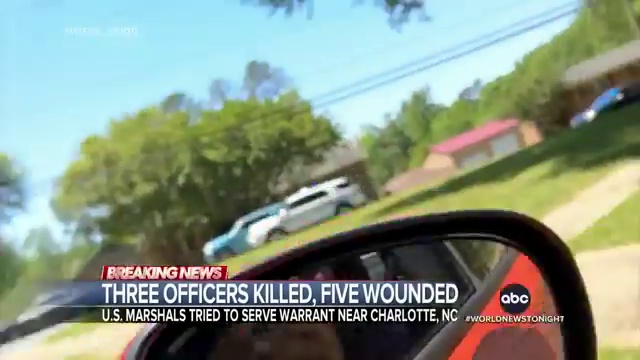 BREAKING NEWS
THREE OFFICERS KILLED, FIVE WOUNDED
abc
U.S. MARSHALS TRIED TO SERVE WARRANT NEAR CHARLOTTE, NC
#WORLDNEWSTONIGHT